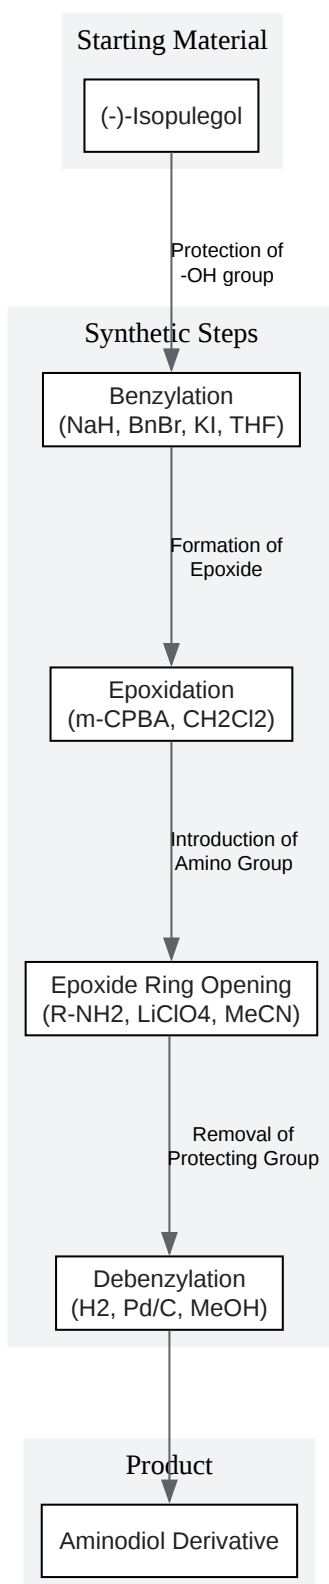 Starting Material
(-)-Isopulegol
Protection of
-OH group
Synthetic Steps
Benzylation
(NaH, BnBr, KI, THF)
Formation of
Epoxide
Epoxidation
(m-CPBA, CH2Cl2)
Introduction of
Amino Group
Epoxide Ring Opening
(R-NH2, LiClO4, MeCN)
Removal of
Protecting Group
Debenzylation
(H2, Pd/C, MeOH)
Product
Aminodiol Derivative